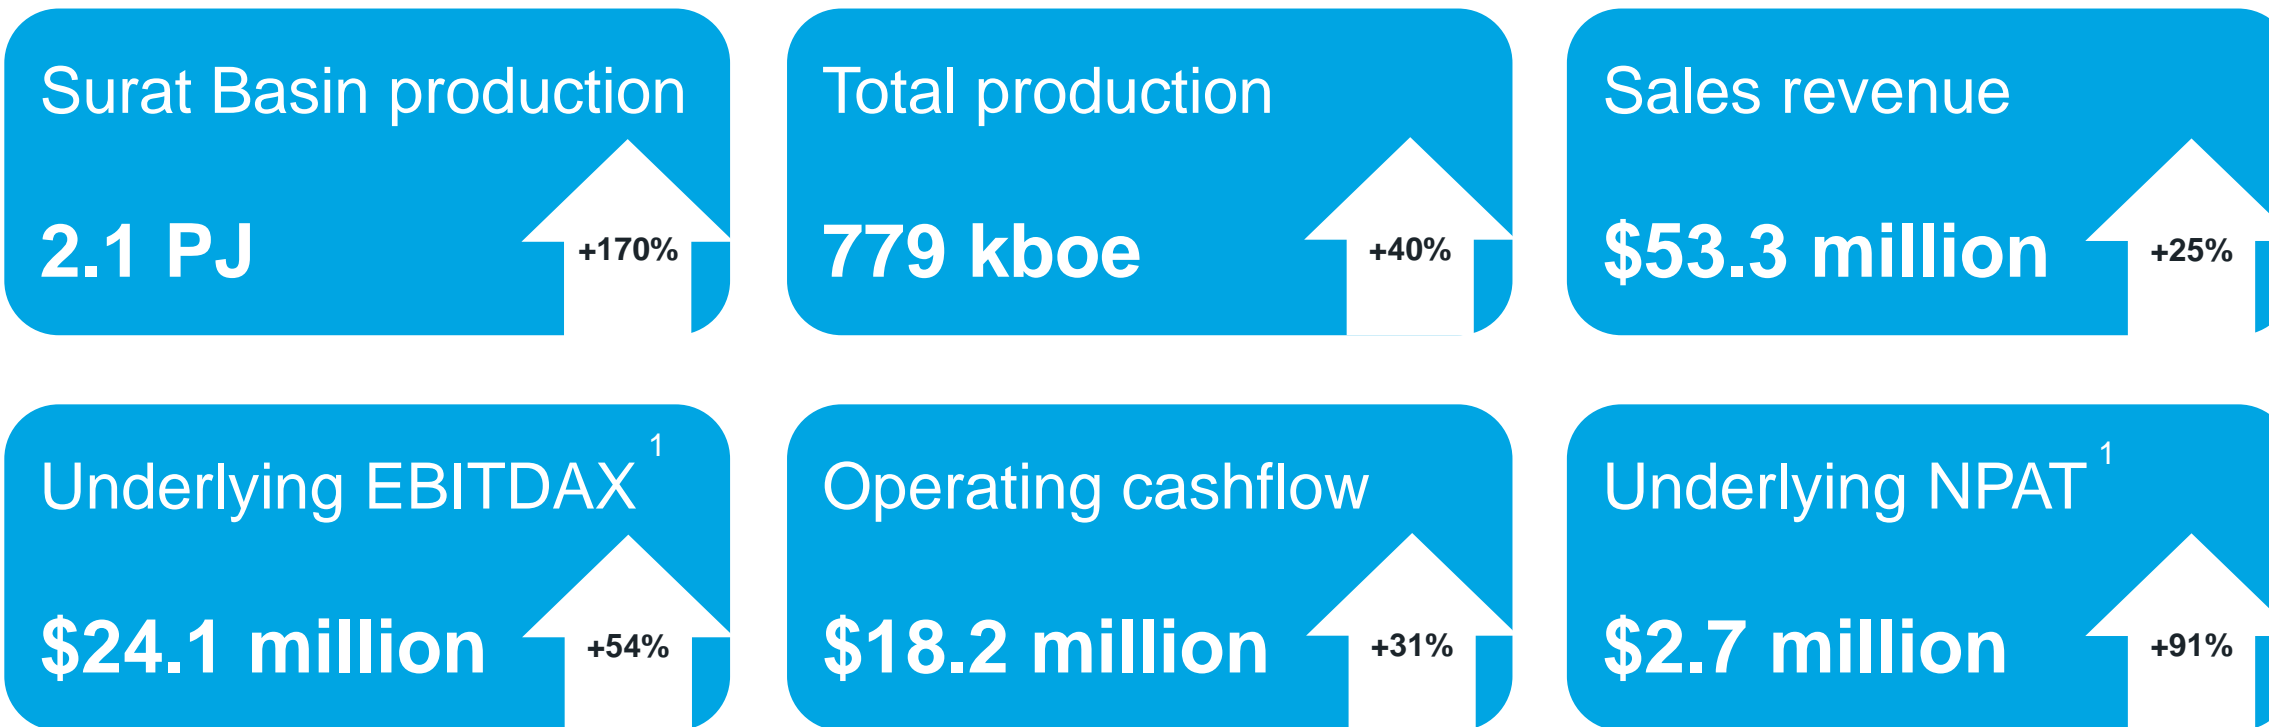 Surat Basin production
2.1 PJ
+170%
Total production
779 kboe
+40%
Sales revenue
$53.3 million
+25%
Underlying EBITDAX 1
$24.1 million
+54%
Operating cashflow
$18.2 million
+31%
Underlying NPAT 1
$2.7 million
+91%